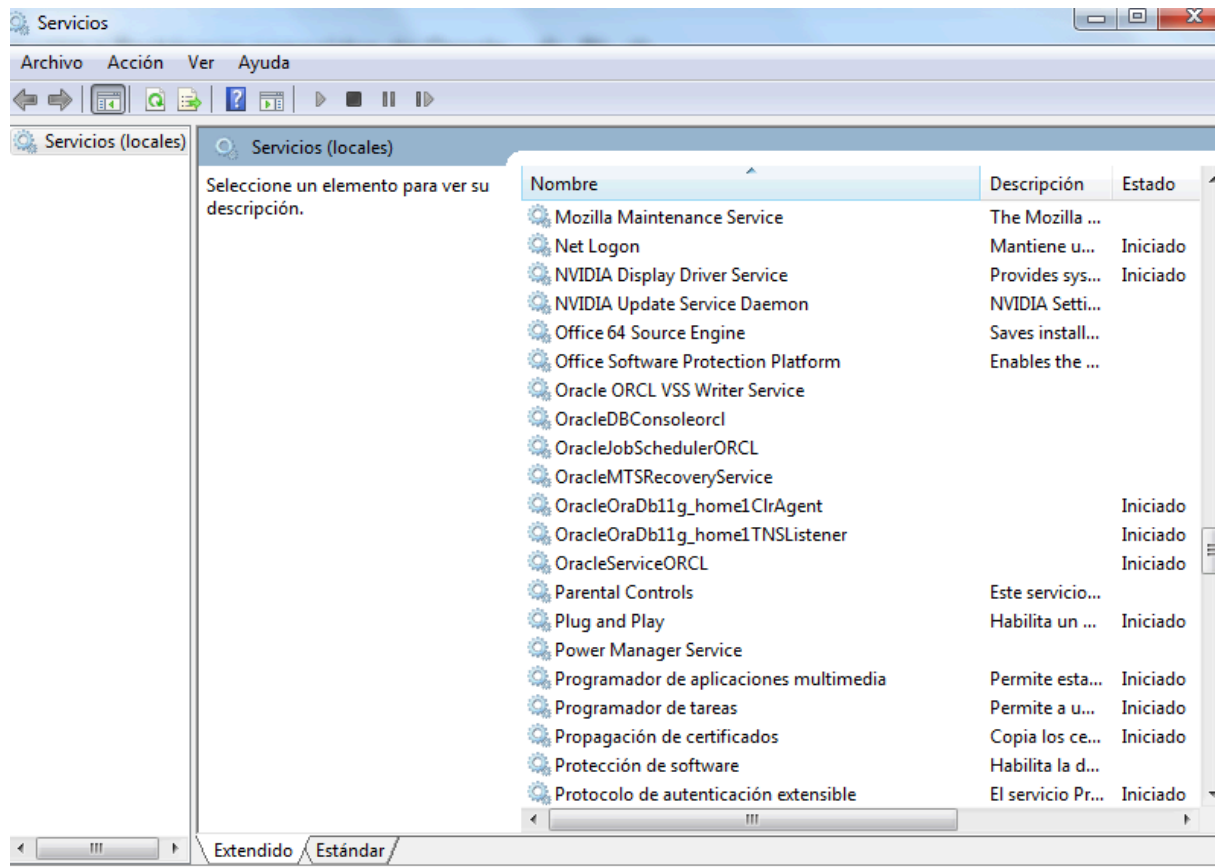 Servicios
Archivo Acción Ver Ayuda
Servicios (locales)
Servicios (locales)
Seleccione un elemento para ver su
descripción.
Nombre Descripción Estado
Mozilla Maintenance Service The Mozilla ...
Net Logon Mantiene u... Iniciado
NVIDIA Display Driver Service Provides sys... Iniciado
NVIDIA Update Service Daemon NVIDIA Setti...
Office 64 Source Engine Saves install...
Office Software Protection Platform Enables the ...
Oracle ORCL VSS Writer Service
OracleDBConsoleorcl
OracleJobSchedulerORCL
OracleMTSRecoveryService
OracleOraDb11g_home1ClrAgent Iniciado
OracleOraDb11g_home1TNSListener Iniciado
OracleServiceORCL Iniciado
Parental Controls Este servicio...
Plug and Play Habilita un ... Iniciado
Power Manager Service
Programador de aplicaciones multimedia Permite esta... Iniciado
Programador de tareas Permite a u... Iniciado
Propagación de certificados Copia los ce... Iniciado
Protección de software Habilita la d...
Protocolo de autenticación extensible El servicio Pr... Iniciado
Extendido Estándar